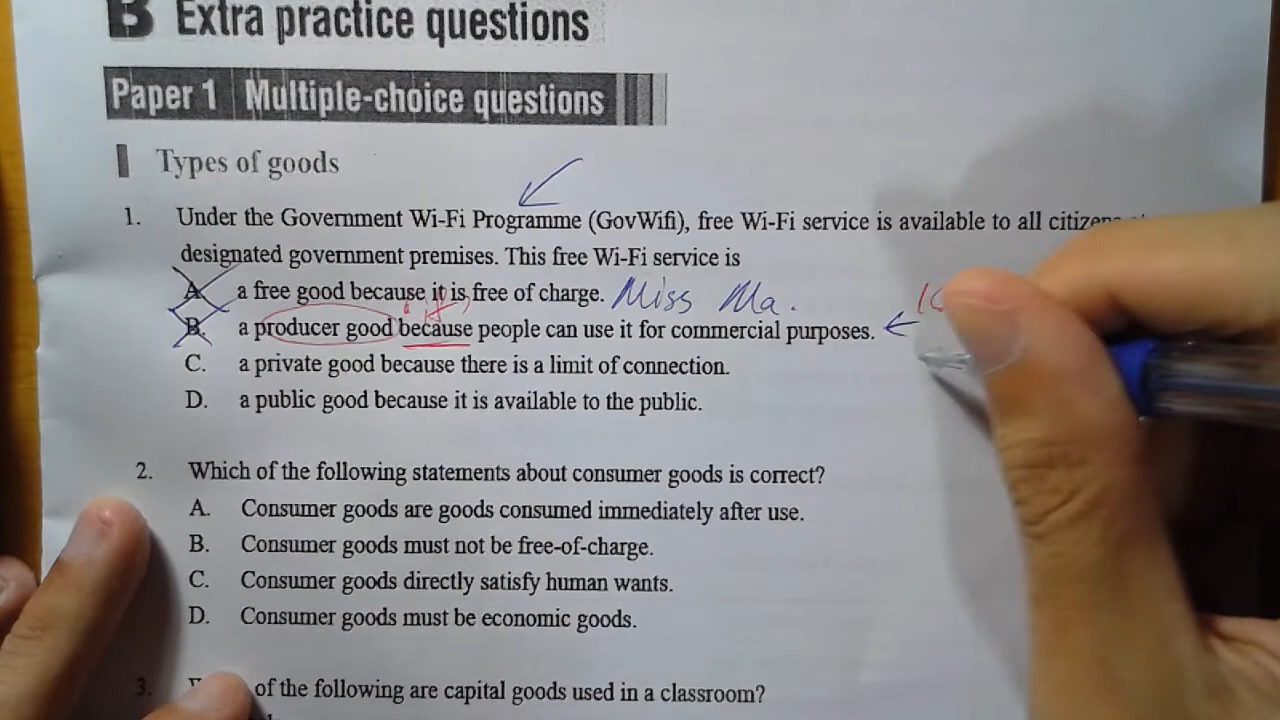 B Extra practice questions
Paper 1 Multiple-choice questions
Types of goods
1. Under the Government Wi-Fi Programme (GovWifi), free Wi-Fi service is available to all citizens
designated government premises. This free Wi-Fi service is
A. a free good because it is free of charge. Miss Ma.
B. a producer good because people can use it for commercial purposes.
C. a private good because there is a limit of connection.
D. a public good because it is available to the public.
2. Which of the following statements about consumer goods is correct?
A. Consumer goods are goods consumed immediately after use.
B. Consumer goods must not be free-of-charge.
C. Consumer goods directly satisfy human wants.
D. Consumer goods must be economic goods.
3. of the following are capital goods used in a classroom?